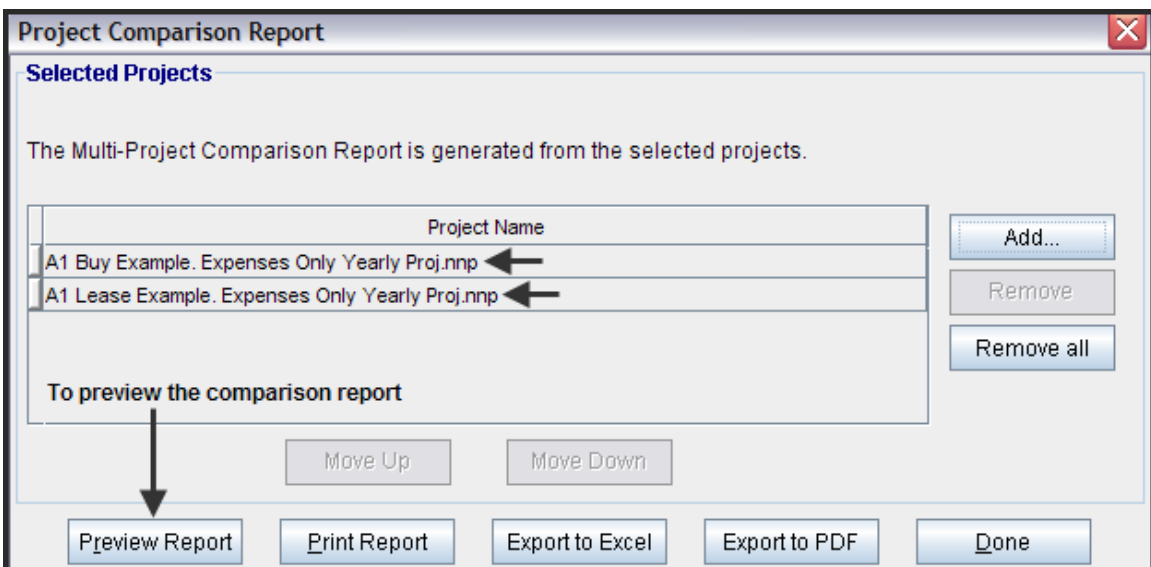 Project Comparison Report
Selected Projects
The Multi-Project Comparison Report is generated from the selected projects.
Project Name
A1 Buy Example. Expenses Only Yearly Proj.nnp
A1 Lease Example. Expenses Only Yearly Proj.nnp
Add...
Remove
Remove all
To preview the comparison report
Move Up
Move Down
Preview Report
Print Report
Export to Excel
Export to PDF
Done